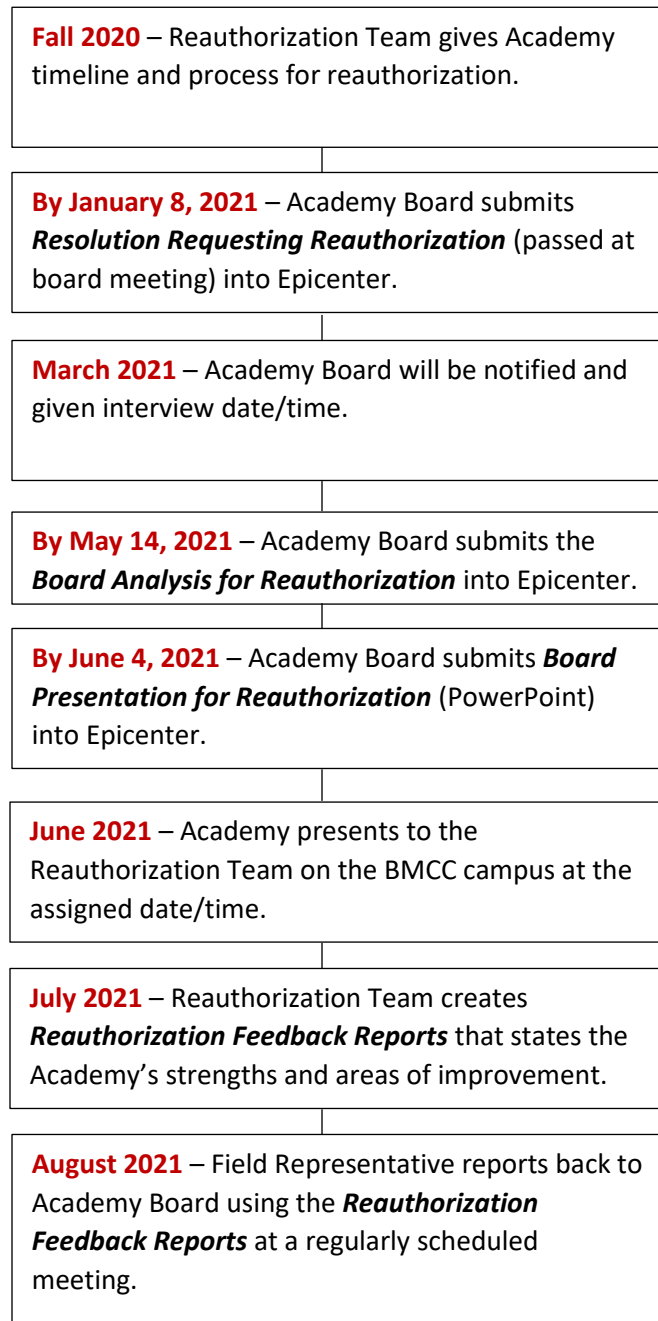 Fall 2020 – Reauthorization Team gives Academy
timeline and process for reauthorization.
By January 8, 2021 – Academy Board submits
Resolution Requesting Reauthorization (passed at
board meeting) into Epicenter.
March 2021 – Academy Board will be notified and
given interview date/time.
By May 14, 2021 – Academy Board submits the
Board Analysis for Reauthorization into Epicenter.
By June 4, 2021 – Academy Board submits Board
Presentation for Reauthorization (PowerPoint)
into Epicenter.
June 2021 – Academy presents to the
Reauthorization Team on the BMCC campus at the
assigned date/time.
July 2021 – Reauthorization Team creates
Reauthorization Feedback Reports that states the
Academy’s strengths and areas of improvement.
August 2021 – Field Representative reports back to
Academy Board using the Reauthorization
Feedback Reports at a regularly scheduled
meeting.